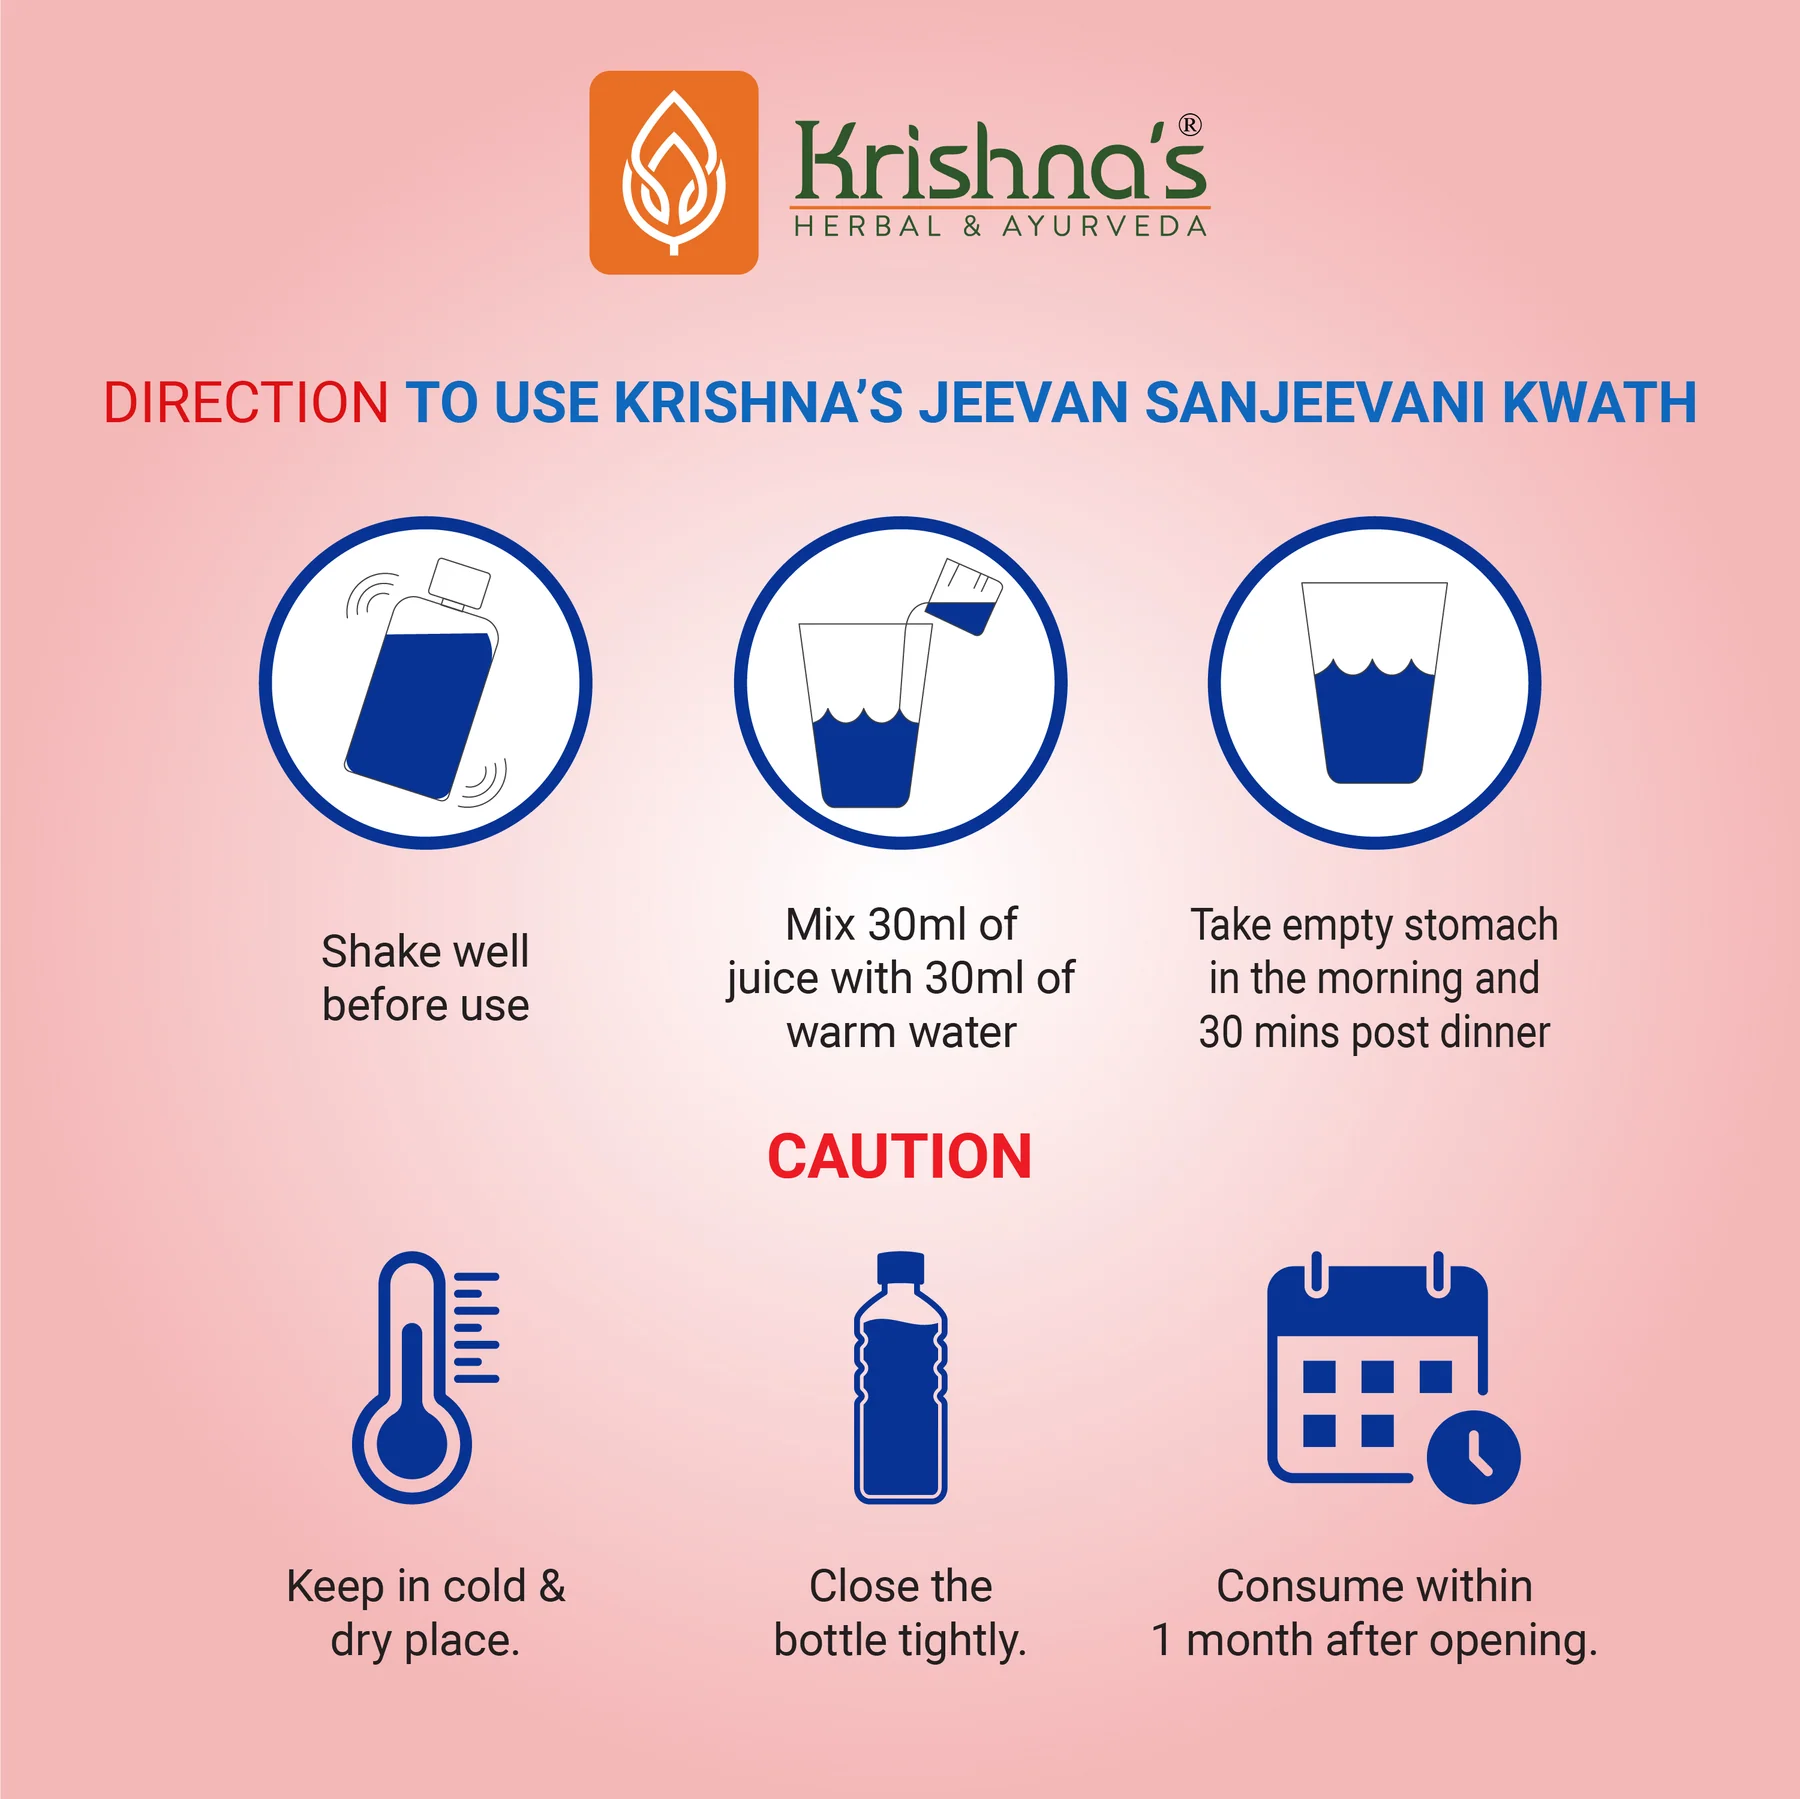 Krishna's®
HERBAL & AYURVEDA
DIRECTION TO USE KRISHNA'S JEEVAN SANJEEVANI KWATH
Shake well
before use
Mix 30ml of
juice with 30ml of
warm water
Take empty stomach
in the morning and
30 mins post dinner
CAUTION
Keep in cold &
dry place.
Close the
bottle tightly.
Consume within
1 month after opening.